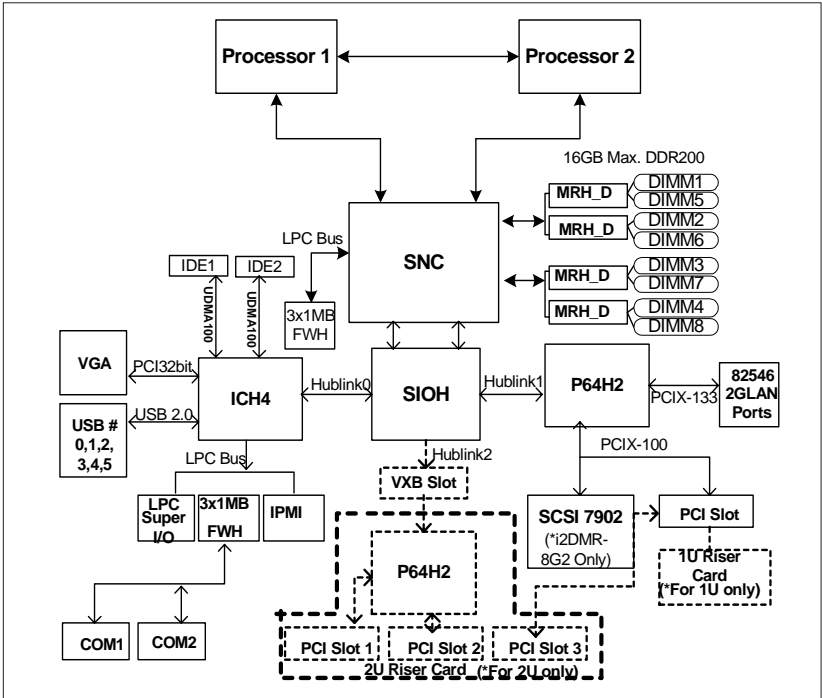 Processor 1
Processor 2
16GB Max. DDR200
MRH_D
DIMM1
DIMM5
MRH_D
DIMM2
DIMM6
SNC
LPC Bus
IDE1
IDE2
UDMA100
UDMA100
3x1MB
FWH
MRH_D
DIMM3
DIMM7
MRH_D
DIMM4
DIMM8
VGA
PCI32bit
ICH4
Hublink0
SIOH
Hublink1
P64H2
PCIX-133
82546
2GLAN
Ports
USB #
0,1,2,
3,4,5
USB 2.0
LPC Bus
Hublink2
PCIX-100
VXB Slot
LPC
Super
I/O
3x1MB
FWH
IPMI
SCSI 7902
(*i2DMR-
8G2 Only)
PCI Slot
P64H2
1U Riser
Card
(*For 1U only)
COM1
COM2
PCI Slot 1
PCI Slot 2
PCI Slot 3
2U Riser Card (*For 2U only)